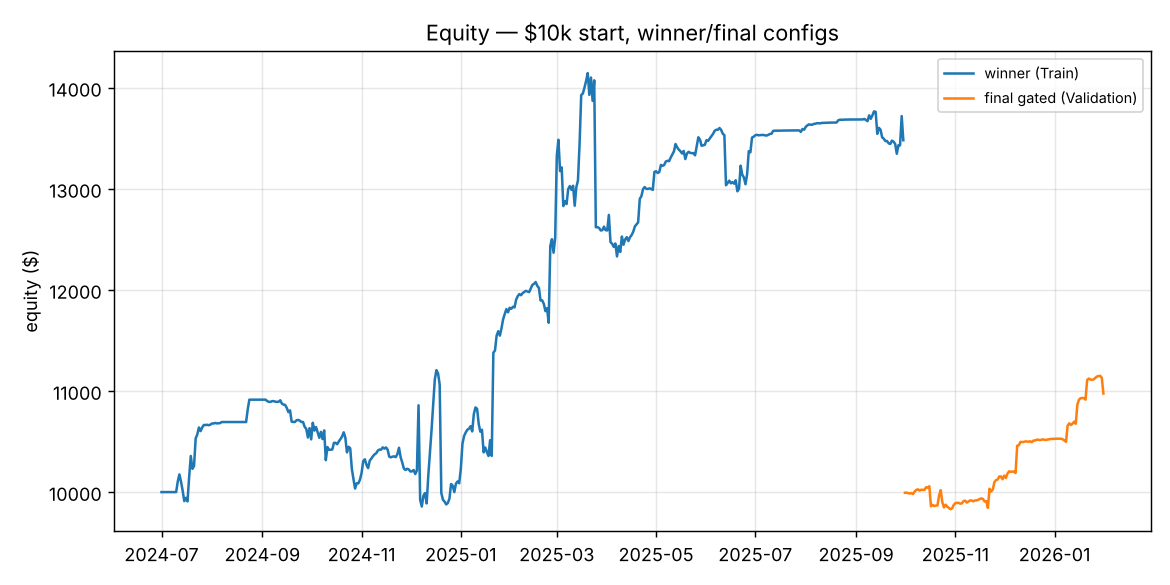 Equity — $10k start, winner/final configs
winner (Train)
final gated (Validation)
equity ($)
14000
13000
12000
11000
10000
2024-07 2024-09 2024-11 2025-01 2025-03 2025-05 2025-07 2025-09 2025-11 2026-01